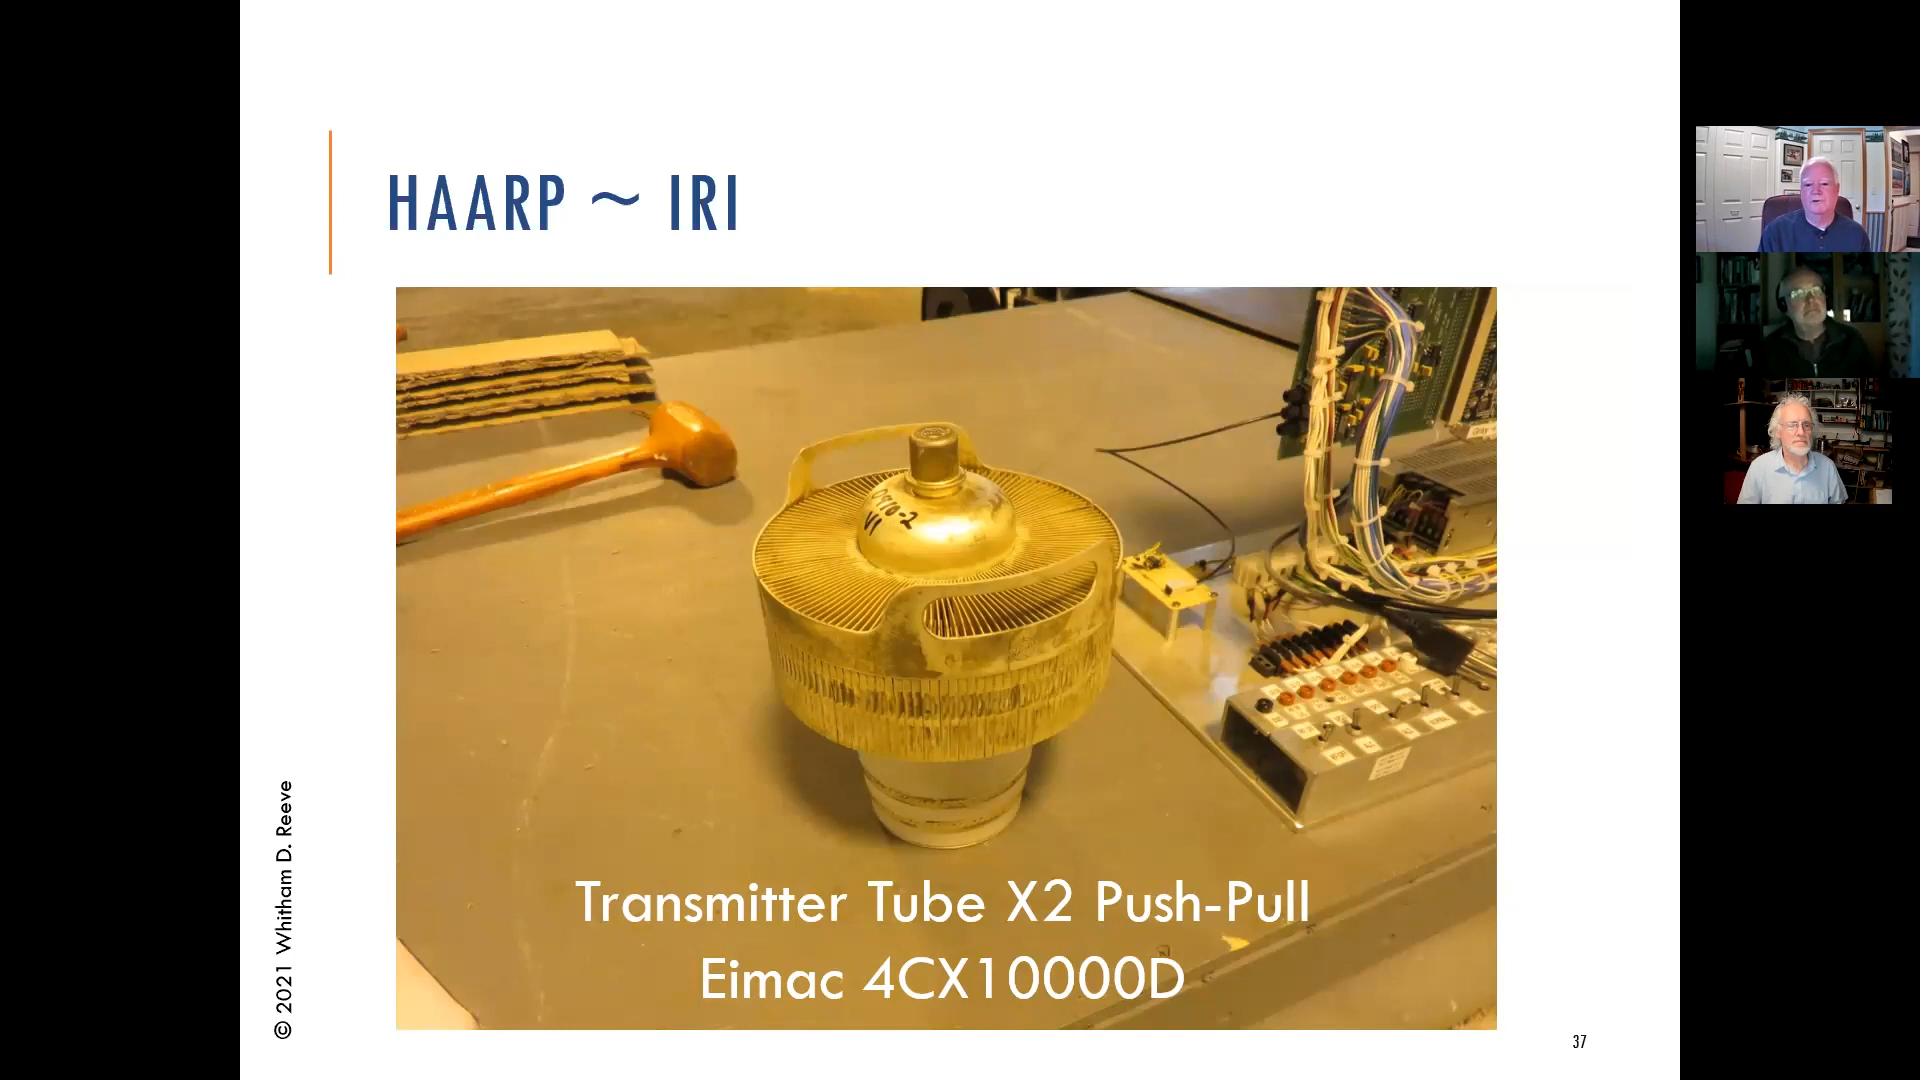 HAARP ~ IRI
Transmitter Tube X2 Push-Pull
Eimac 4CX10000D
© 2021 Whitham D. Reeve
37